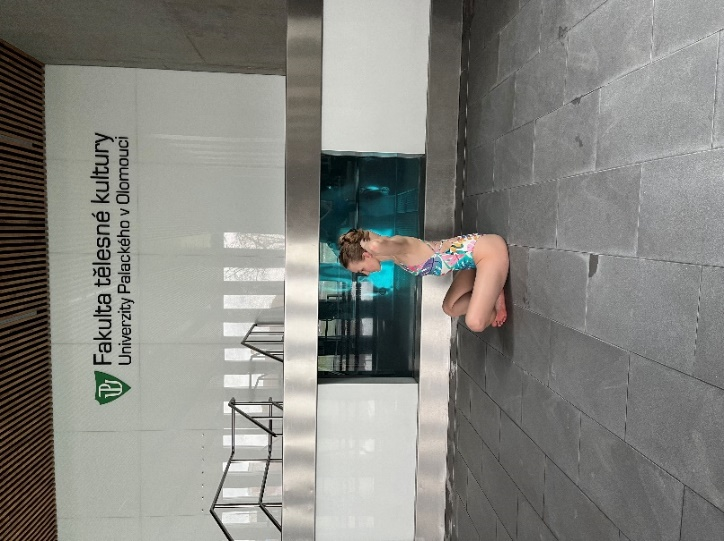 Fakulta tělesné kultury
Univerzity Palackého v Olomouci